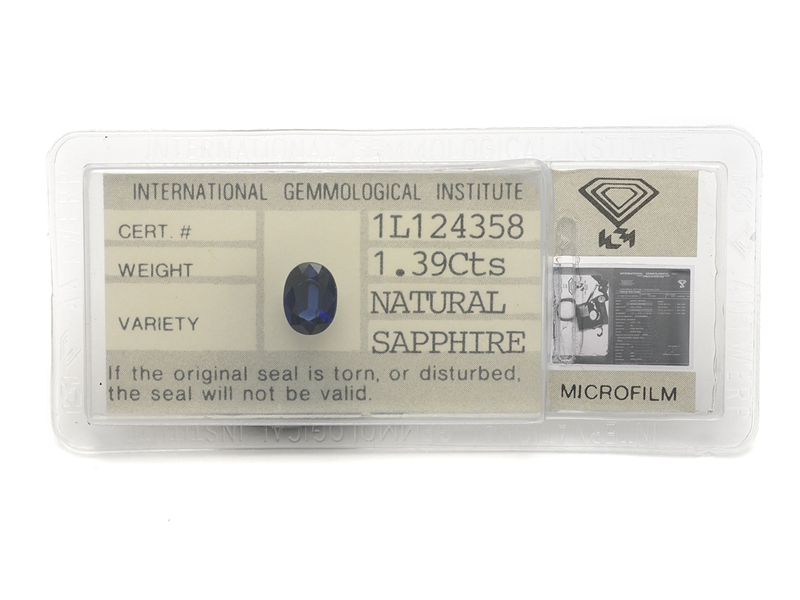 INTERNATIONAL GEMMOLOGICAL INSTITUTE
CERT. # 1L124358
WEIGHT 1.39Cts
VARIETY NATURAL
SAPPHIRE
If the original seal is torn, or disturbed,
the seal will not be valid.
MICROFILM